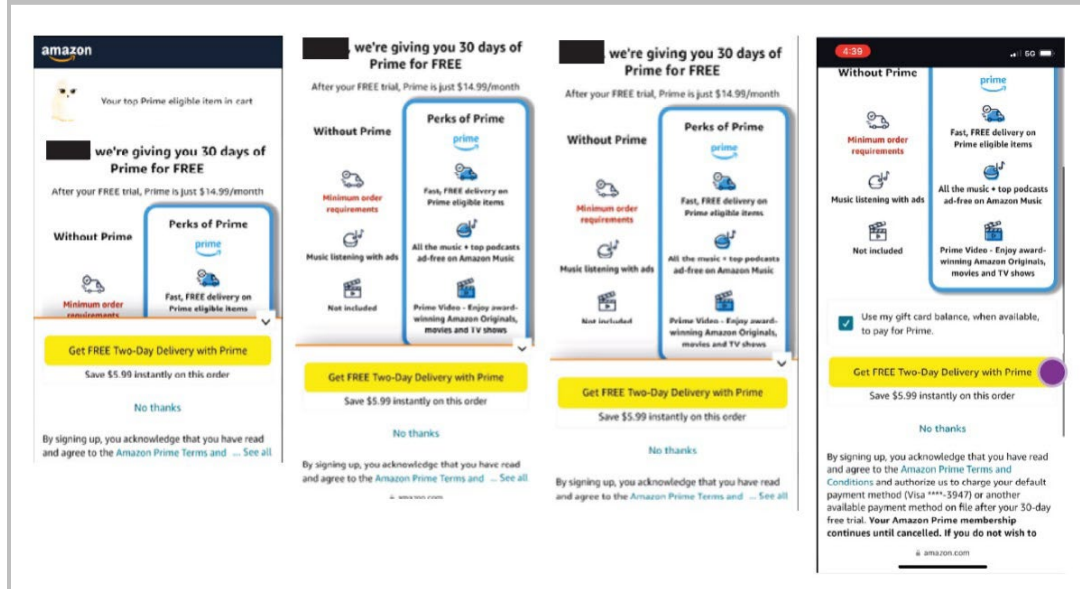 amazon
Your top Prime eligible item in cart
we're giving you 30 days of
Prime for FREE
After your FREE trial, Prime is just $14.99/month
Without Prime
Perks of Prime
prime
Minimum order
requirements
Fast, FREE delivery on
Prime eligible items
Get FREE Two-Day Delivery with Prime
Save $5.99 instantly on this order
No thanks
By signing up, you acknowledge that you have read
and agree to the Amazon Prime Terms and ... See all
we're giving you 30 days of
Prime for FREE
After your FREE trial, Prime is just $14.99/month
Without Prime
Perks of Prime
prime
Minimum order
requirements
Fast, FREE delivery on
Prime eligible items
Music listening with ads
All the music + top podcasts
ad-free on Amazon Music
Not included
Prime Video - Enjoy award-
winning Amazon Originals,
movies and TV shows
Get FREE Two-Day Delivery with Prime
Save $5.99 instantly on this order
No thanks
By signing up, you acknowledge that you have read
and agree to the Amazon Prime Terms and ... See all
amazon.com
we're giving you 30 days of
Prime for FREE
After your FREE trial, Prime is just $14.99/month
Without Prime
Perks of Prime
prime
Minimum order
requirements
Fast, FREE delivery on
Prime eligible items
Music listening with ads
All the music + top podcasts
ad-free on Amazon Music
Not included
Prime Video - Enjoy award-
winning Amazon Originals,
movies and TV shows
Get FREE Two-Day Delivery with Prime
Save $5.99 instantly on this order
No thanks
By signing up, you acknowledge that you have read
and agree to the Amazon Prime Terms and ... See all
4:39
5G
Without Prime
prime
Minimum order
requirements
Fast, FREE delivery on
Prime eligible items
Music listening with ads
All the music + top podcasts
ad-free on Amazon Music
Not included
Prime Video - Enjoy award-
winning Amazon Originals,
movies and TV shows
Use my gift card balance, when available,
to pay for Prime.
Get FREE Two-Day Delivery with Prime
Save $5.99 instantly on this order
No thanks
By signing up, you acknowledge that you have read
and agree to the Amazon Prime Terms and
Conditions and authorize us to charge your default
payment method (Visa ****-3947) or another
available payment method on file after your 30-day
free trial. Your Amazon Prime membership
continues until cancelled. If you do not wish to
amazon.com